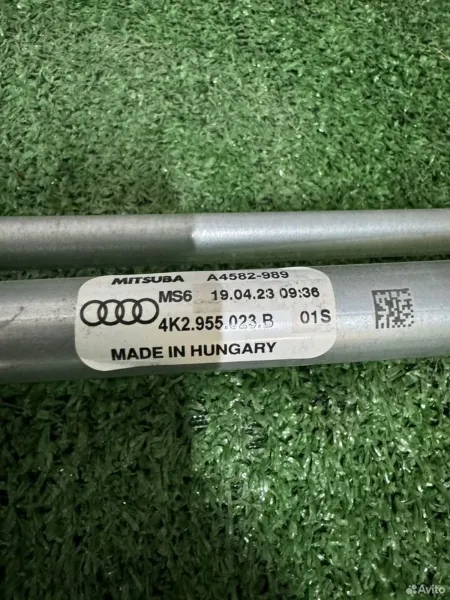 MITSUBA A4582-989
MS6 19.04.23 09:36
4K2.955.023.B 01S
MADE IN HUNGARY
Avito